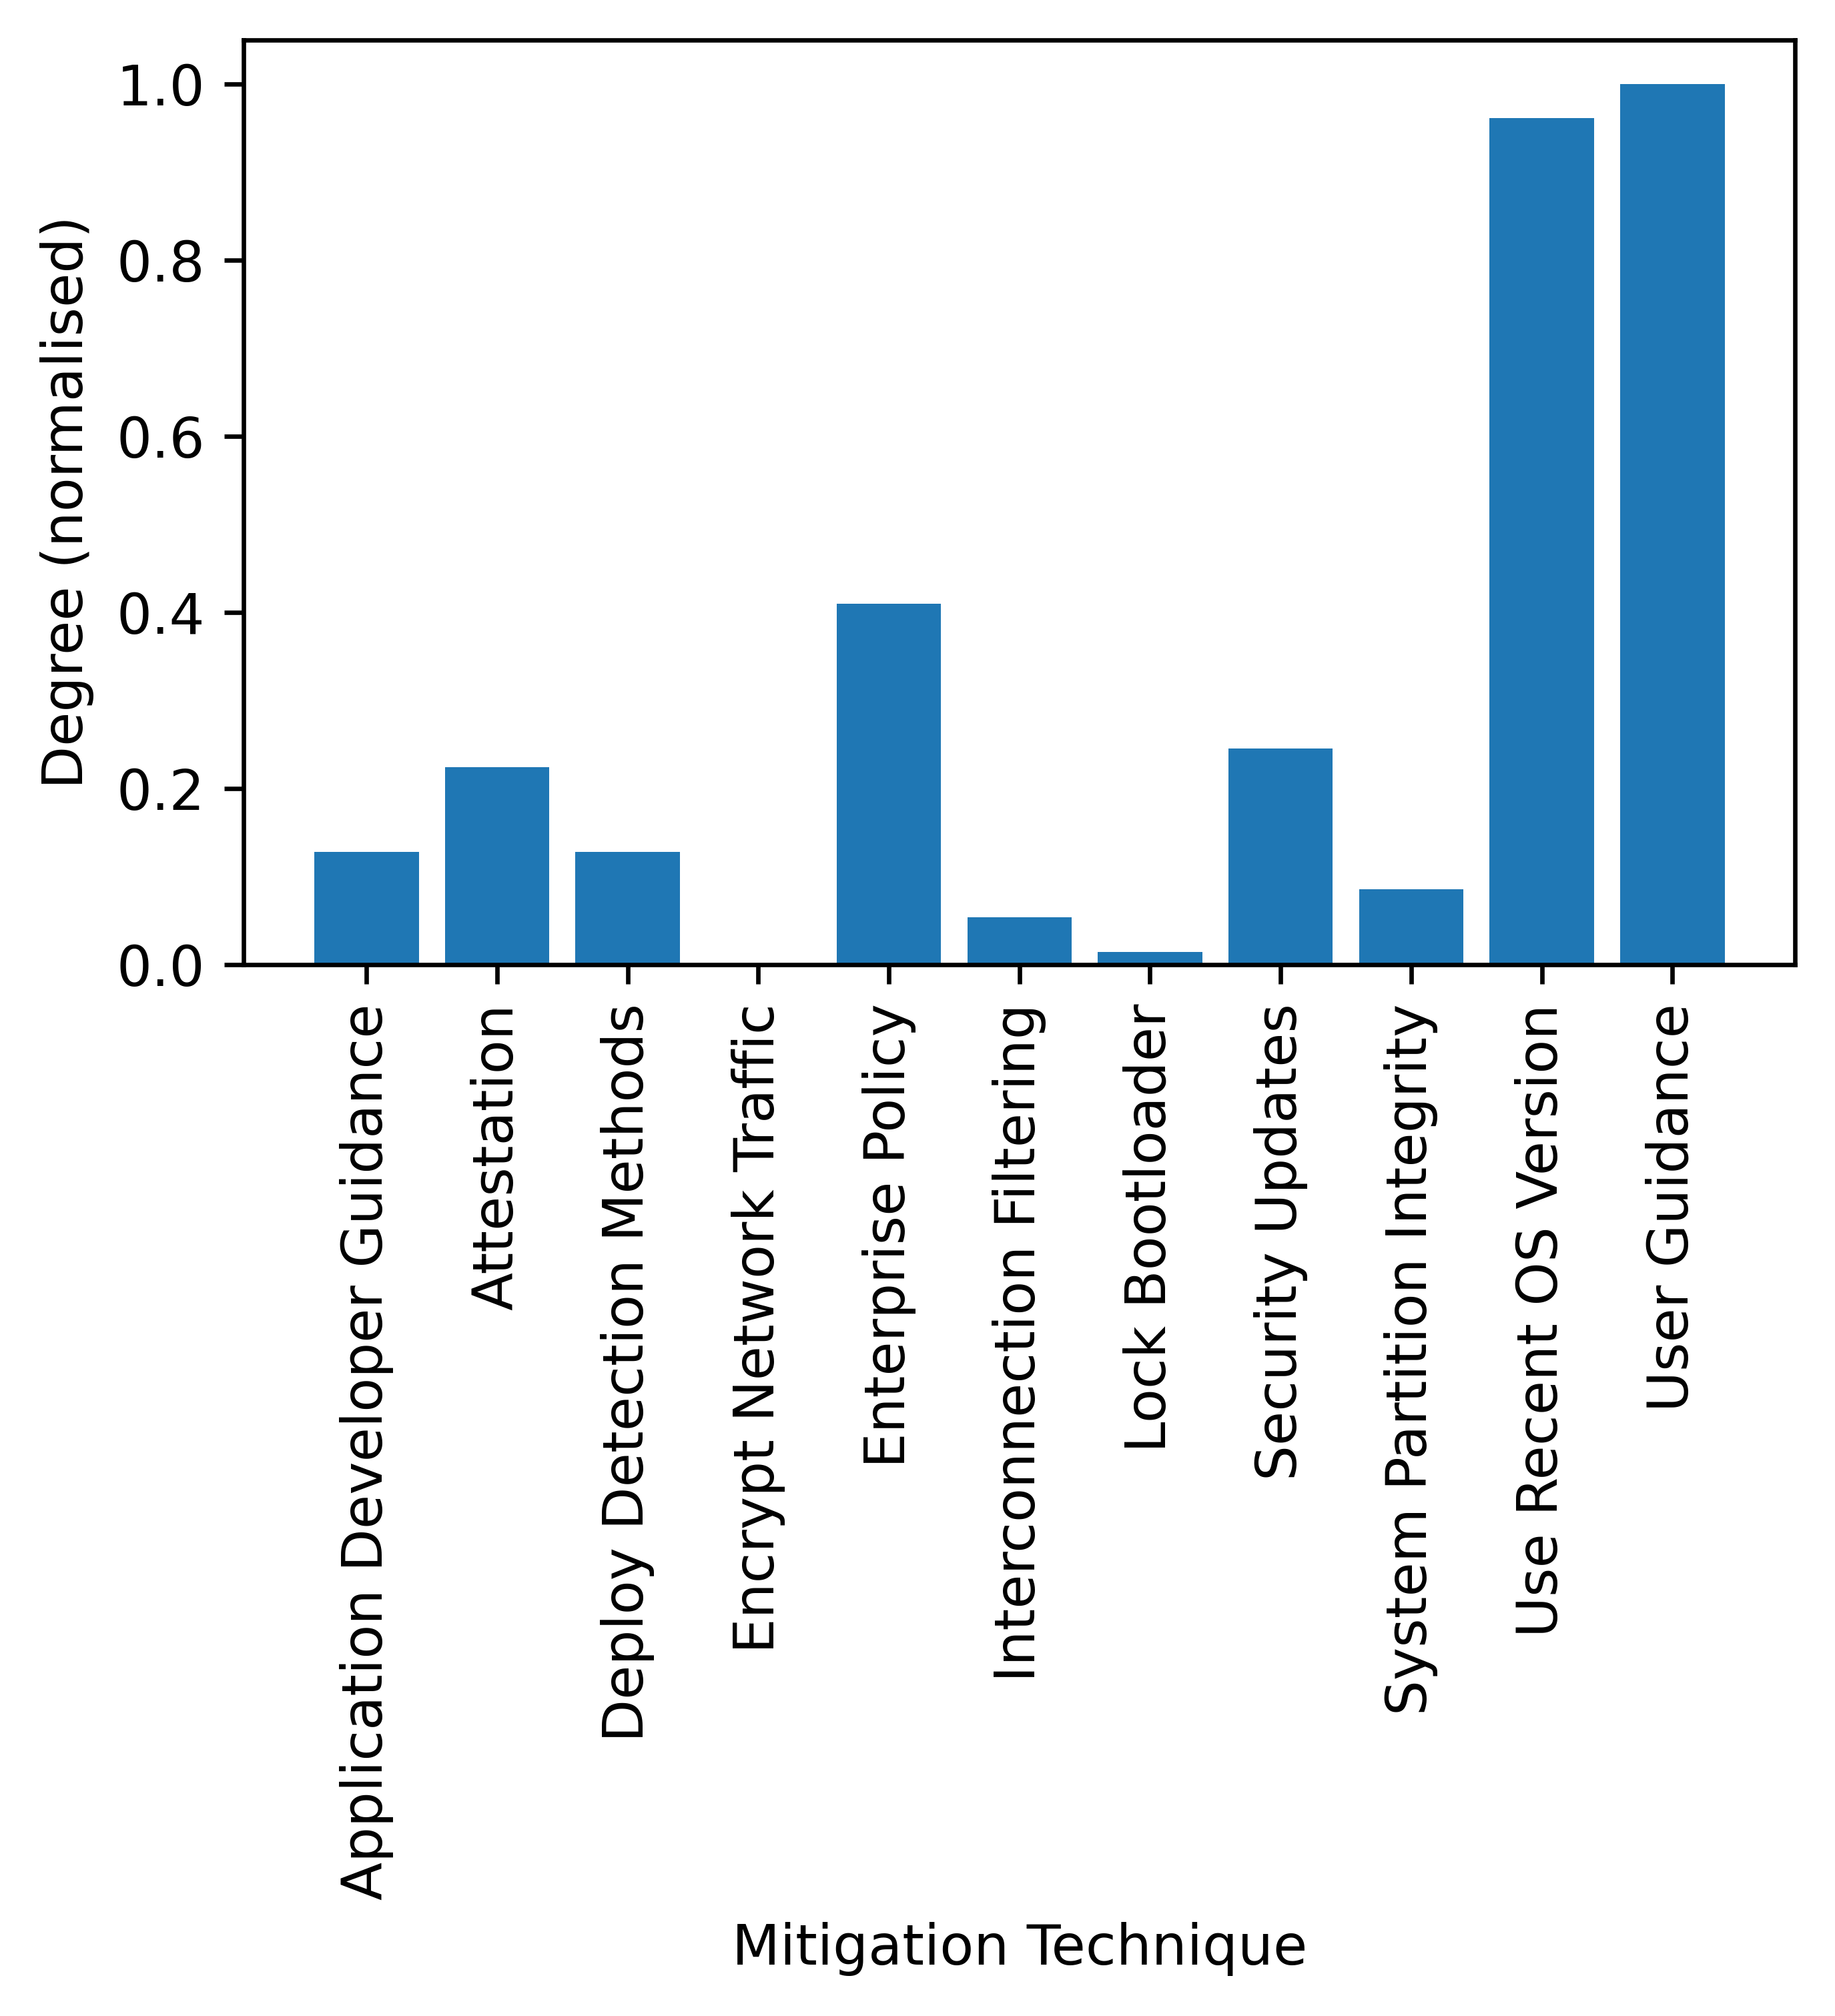 Degree (normalised)
1.0
0.8
0.6
0.4
0.2
0.0
Application Developer Guidance
Attestation
Deploy Detection Methods
Encrypt Network Traffic
Enterprise Policy
Interconnection Filtering
Lock Bootloader
Security Updates
System Partition Integrity
Use Recent OS Version
User Guidance
Mitigation Technique